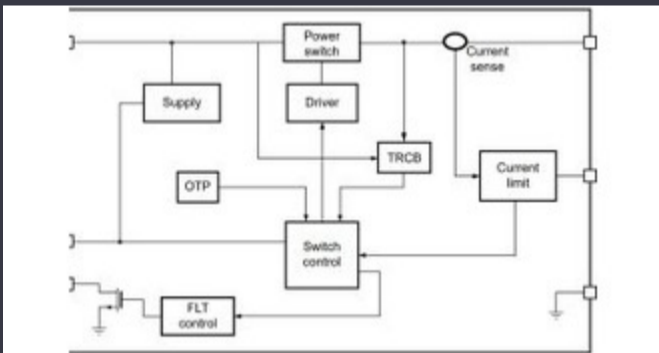 Power
switch
Current
sense
Supply
Driver
TRCB
Current
limit
OTP
Switch
control
FLT
control